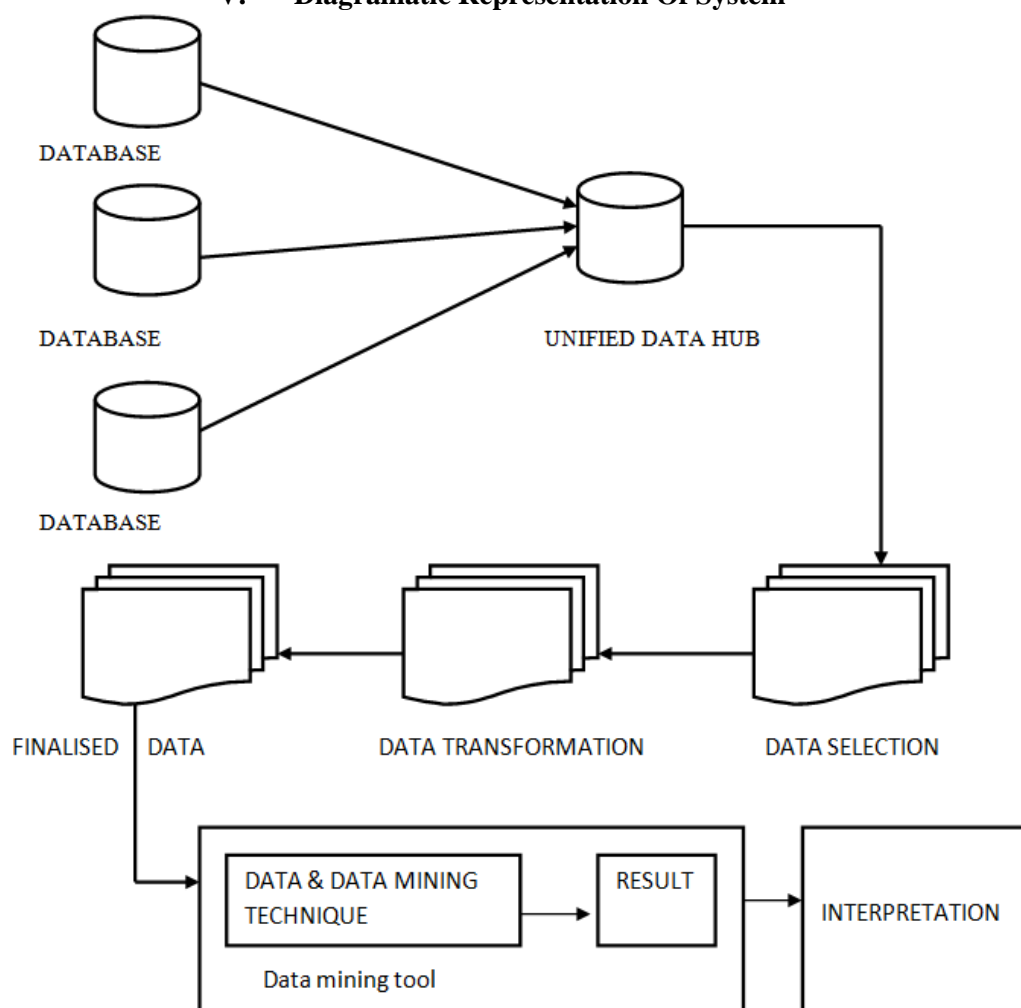 V. Diagramatic Representation Of System
DATABASE
DATABASE
UNIFIED DATA HUB
DATABASE
FINALISED DATA
DATA TRANSFORMATION
DATA SELECTION
DATA & DATA MINING
TECHNIQUE
RESULT
INTERPRETATION
Data mining tool